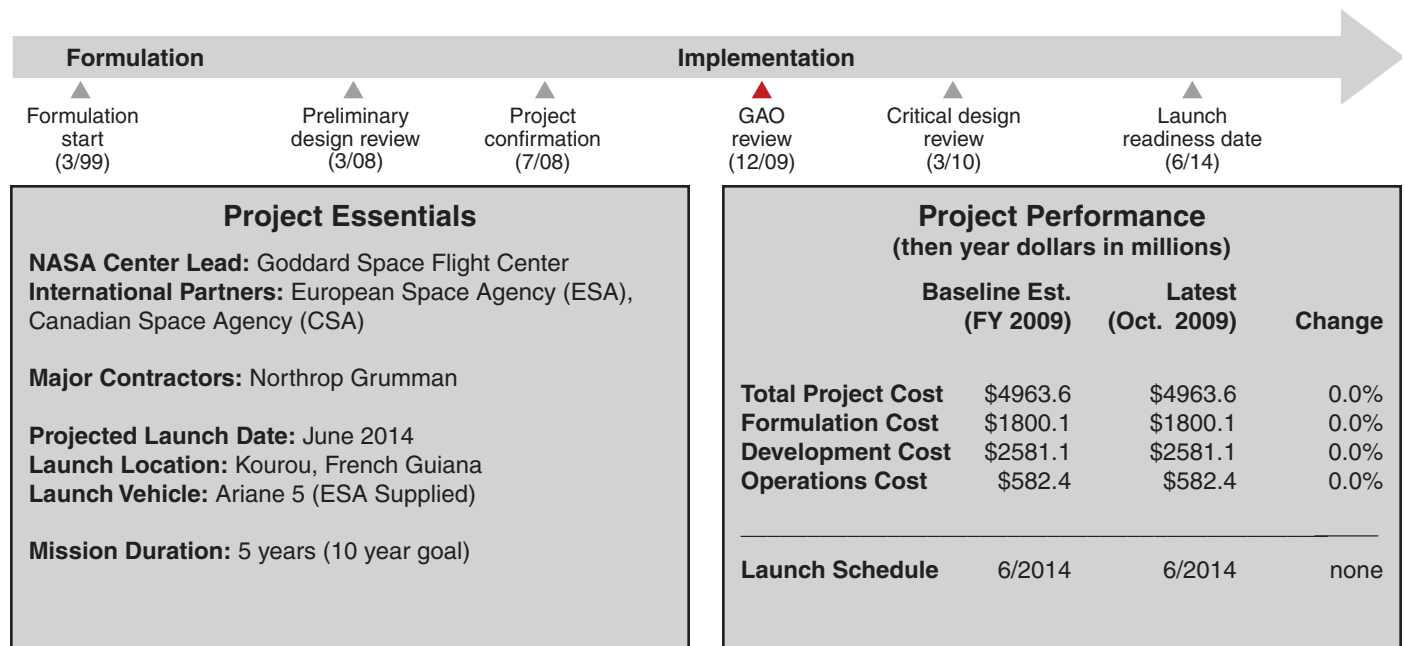 Formulation Implementation
Formulation start (3/99)
Preliminary design review (3/08)
Project confirmation (7/08)
GAO review (12/09)
Critical design review (3/10)
Launch readiness date (6/14)
Project Essentials
NASA Center Lead: Goddard Space Flight Center
International Partners: European Space Agency (ESA),
Canadian Space Agency (CSA)
Major Contractors: Northrop Grumman
Projected Launch Date: June 2014
Launch Location: Kourou, French Guiana
Launch Vehicle: Ariane 5 (ESA Supplied)
Mission Duration: 5 years (10 year goal)
Project Performance
(then year dollars in millions)
Baseline Est. Latest
(FY 2009) (Oct. 2009) Change
Total Project Cost $4963.6 $4963.6 0.0%
Formulation Cost $1800.1 $1800.1 0.0%
Development Cost $2581.1 $2581.1 0.0%
Operations Cost $582.4 $582.4 0.0%
Launch Schedule 6/2014 6/2014 none